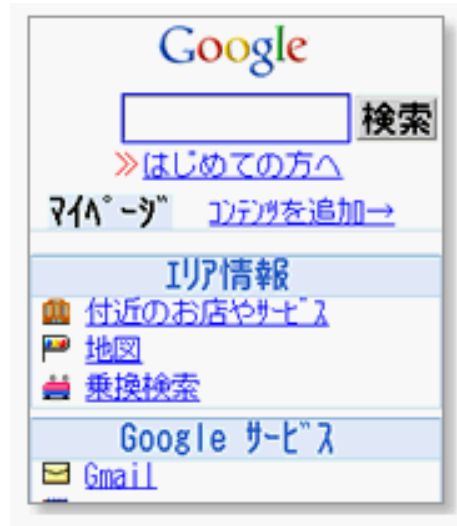 Google
検索
≫はじめての方へ
ﾏｲﾍﾟｰｼﾞ ｺﾝﾃﾝﾂを追加→
ｴﾘｱ情報
付近のお店やｻｰﾋﾞｽ
地図
乗換検索
Google ｻｰﾋﾞｽ
Gmail